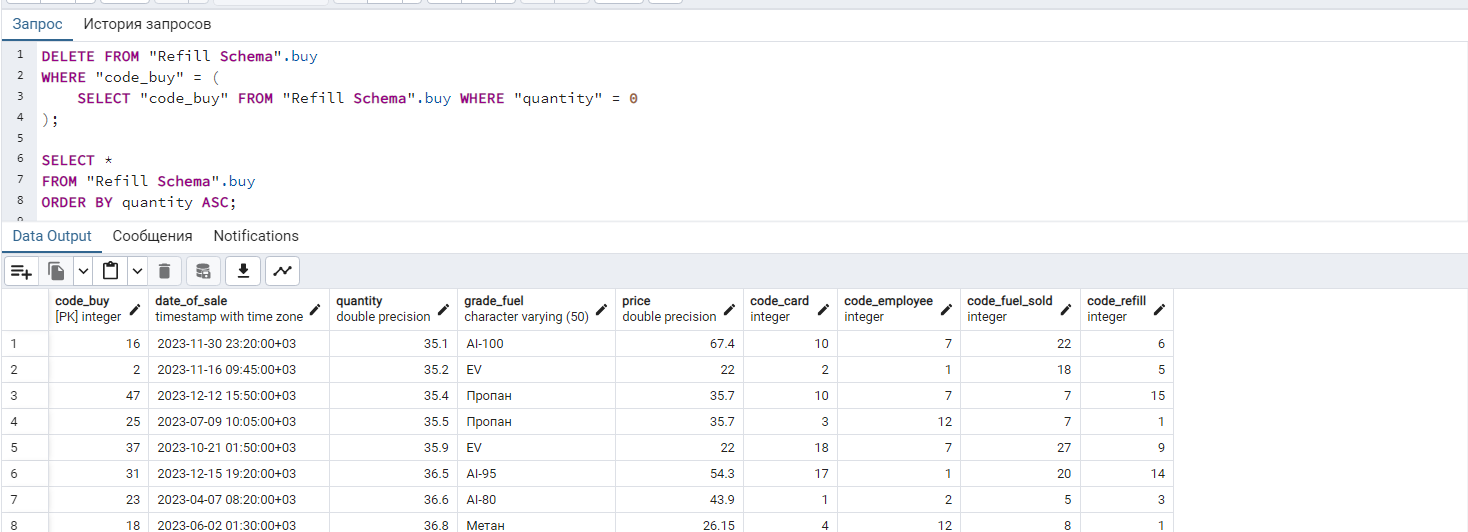 Запрос История запросов
1 DELETE FROM "Refill Schema".buy
2 WHERE "code_buy" = (
3 SELECT "code_buy" FROM "Refill Schema".buy WHERE "quantity" = 0
4 );
5
6 SELECT *
7 FROM "Refill Schema".buy
8 ORDER BY quantity ASC;
Data Output Сообщения Notifications
code_buy date_of_sale quantity grade_fuel price code_card code_employee code_fuel_sold code_refill
[PK] integer timestamp with time zone double precision character varying (50) double precision integer integer integer integer
1 16 2023-11-30 23:20:00+03 35.1 AI-100 67.4 10 7 22 6
2 2 2023-11-16 09:45:00+03 35.2 EV 22 2 1 18 5
3 47 2023-12-12 15:50:00+03 35.4 Пропан 35.7 10 7 7 15
4 25 2023-07-09 10:05:00+03 35.5 Пропан 35.7 3 12 7 1
5 37 2023-10-21 01:50:00+03 35.9 EV 22 18 7 27 9
6 31 2023-12-15 19:20:00+03 36.5 AI-95 54.3 17 1 20 14
7 23 2023-04-07 08:20:00+03 36.6 AI-80 43.9 1 2 5 3
8 18 2023-06-02 01:30:00+03 36.8 Метан 26.15 4 12 8 1